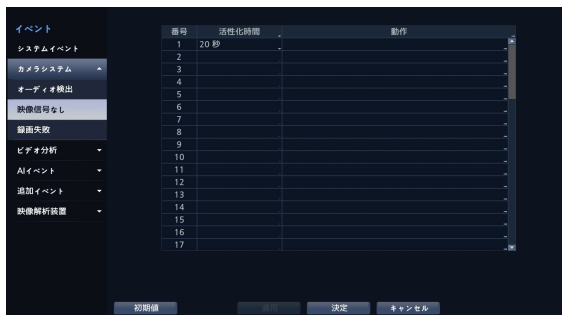 イベント
システムイベント
カメラシステム
オーディオ検出
映像信号なし
録画失敗
ビデオ分析
AIイベント
追加イベント
映像解析装置
番号 活性化時間 動作
1 20 秒
2
3
4
5
6
7
8
9
10
11
12
13
14
15
16
17
初期値 適用 決定 キャンセル